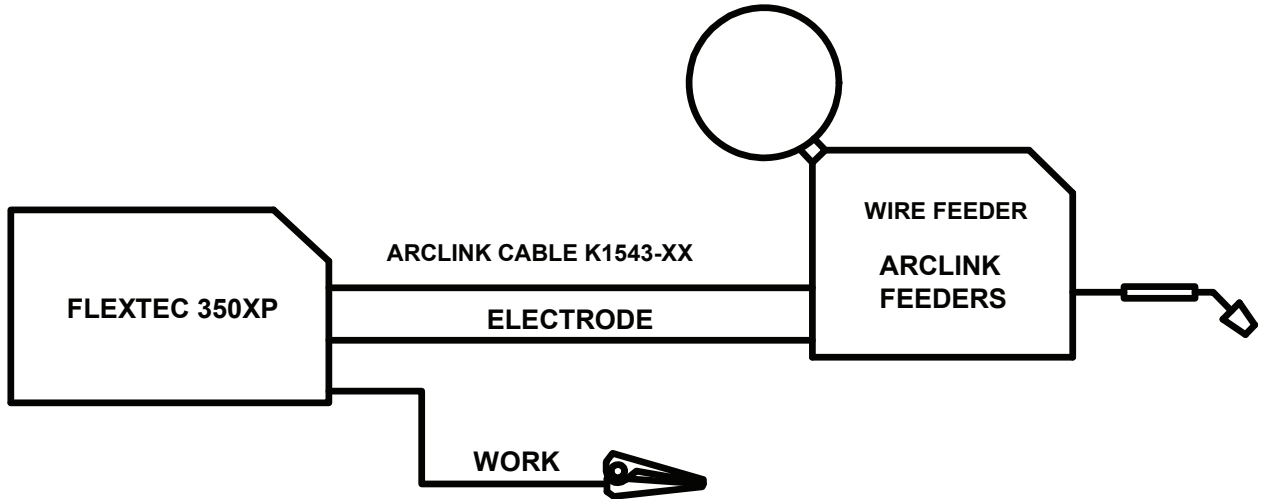 WIRE FEEDER
ARCLINK CABLE K1543-XX
ARCLINK
FEEDERS
FLEXTEC 350XP
ELECTRODE
WORK